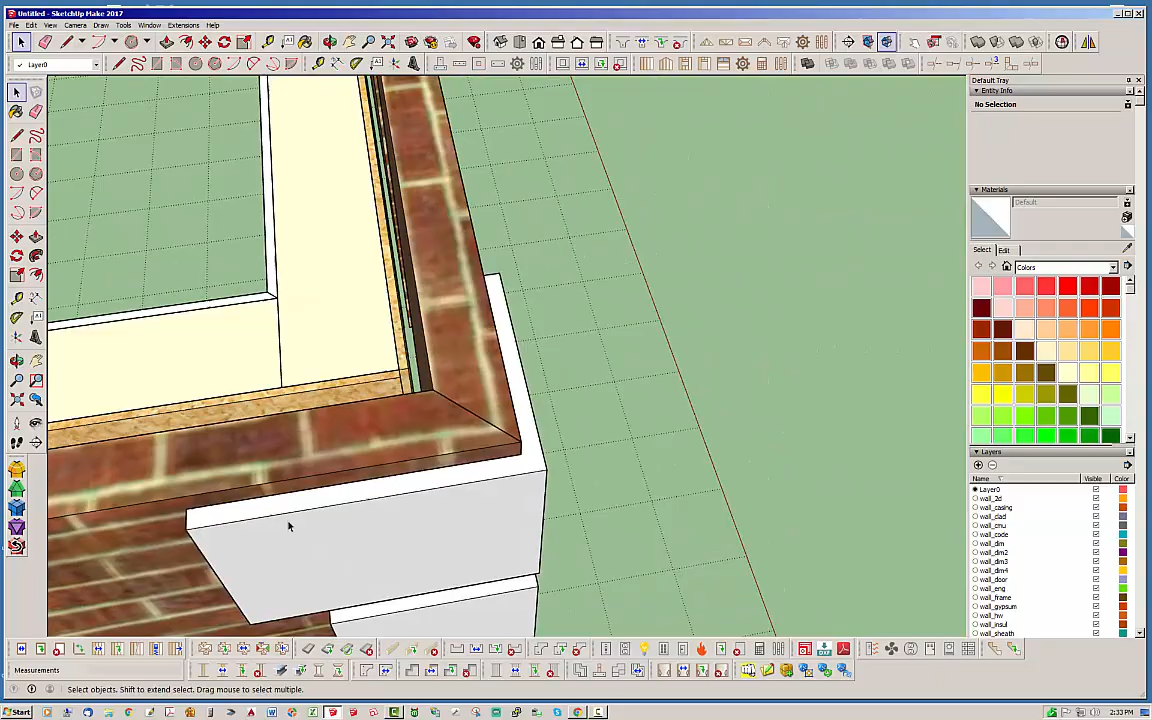 Untitled - SketchUp Make 2017
File Edit View Camera Draw Tools Window Extensions Help
Layer0
Default Tray
Entity Info
No Selection
Materials
Default
Select Edit
Colors
Layers
Name Visible Color
Layer0
wall_2d
wall_casing
wall_clad
wall_cmu
wall_code
wall_dim
wall_dim2
wall_dim3
wall_dim4
wall_door
wall_eng
wall_frame
wall_gypsum
wall_hw
wall_insul
wall_sheath
Measurements
Select objects. Shift to extend select. Drag mouse to select multiple.
Start
2:33 PM